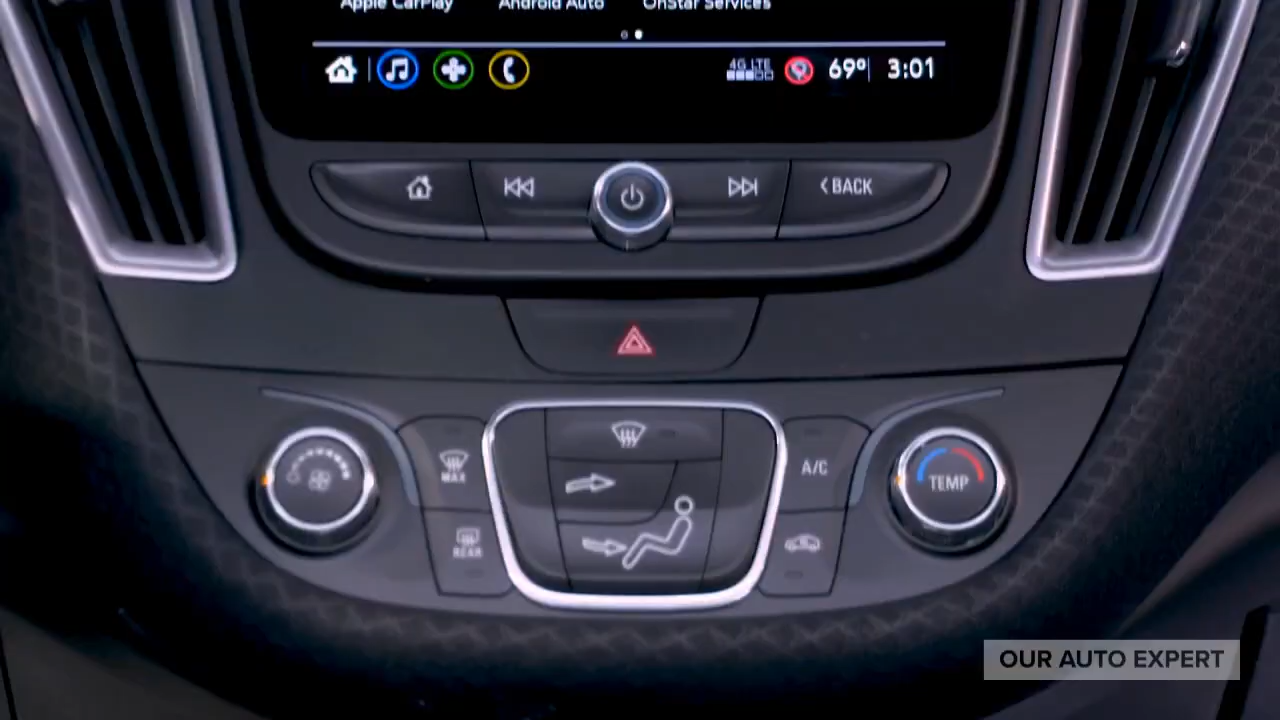 Apple CarPlay Android Auto OnStar Services
4G LTE 69° 3:01
BACK
MAX A/C TEMP
REAR
OUR AUTO EXPERT